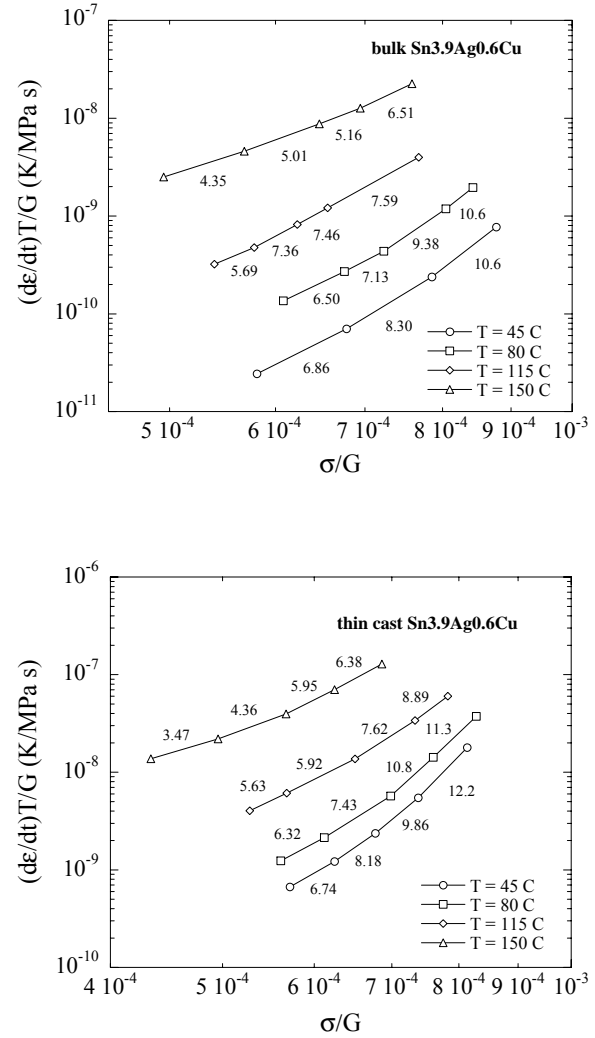 bulk Sn3.9Ag0.6Cu
(dε/dt)T/G (K/MPa s)
10⁻⁷
10⁻⁸
10⁻⁹
10⁻¹⁰
10⁻¹¹
4.35
5.01
5.16
6.51
5.69
7.36
7.46
7.59
6.50
7.13
9.38
10.6
6.86
8.30
10.6
T = 45 C
T = 80 C
T = 115 C
T = 150 C
5 10⁻⁴ 6 10⁻⁴ 7 10⁻⁴ 8 10⁻⁴ 9 10⁻⁴ 10⁻³
σ/G
thin cast Sn3.9Ag0.6Cu
(dε/dt)T/G (K/MPa s)
10⁻⁶
10⁻⁷
10⁻⁸
10⁻⁹
10⁻¹⁰
3.47
4.36
5.95
6.38
5.63
5.92
7.62
8.89
6.32
7.43
10.8
11.3
6.74
8.18
9.86
12.2
T = 45 C
T = 80 C
T = 115 C
T = 150 C
4 10⁻⁴ 5 10⁻⁴ 6 10⁻⁴ 7 10⁻⁴ 8 10⁻⁴ 9 10⁻⁴ 10⁻³
σ/G